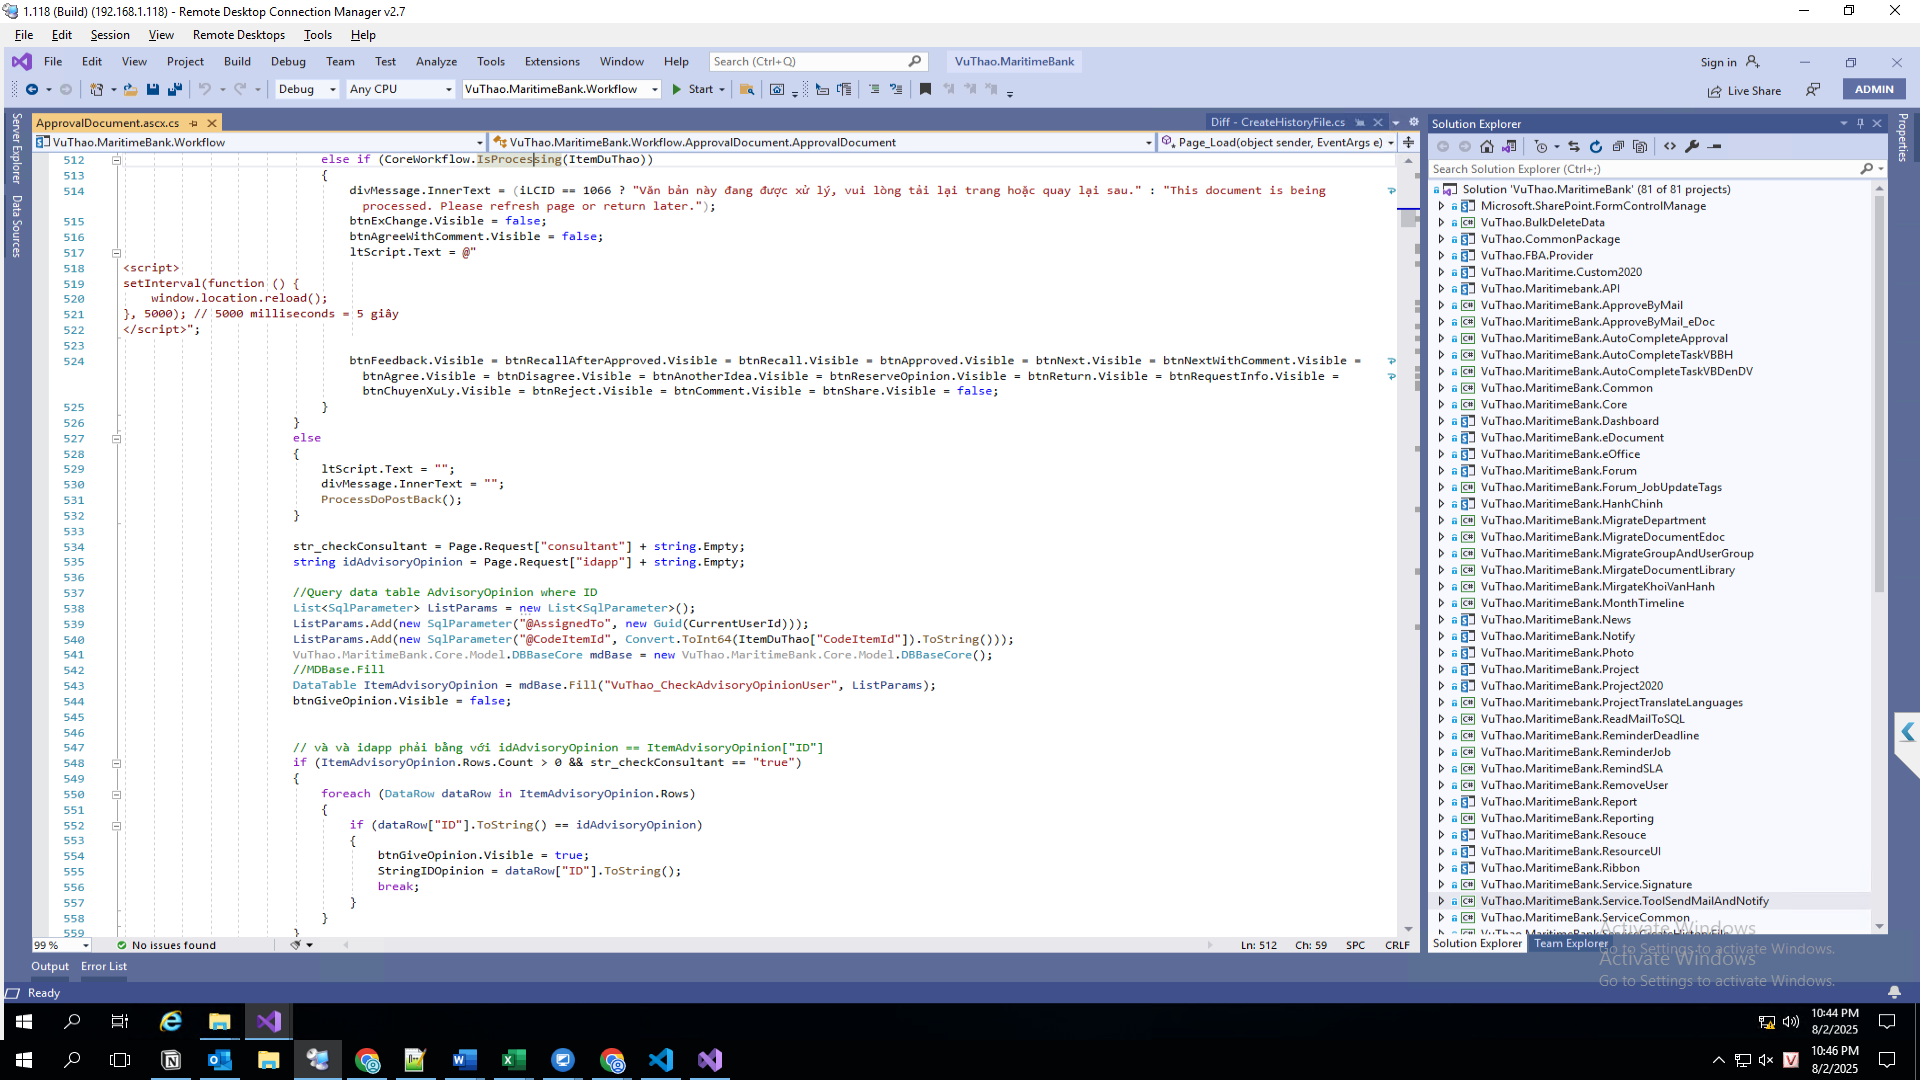 1.118 (Build) (192.168.1.118) - Remote Desktop Connection Manager v2.7
File Edit Session View Remote Desktops Tools Help
File Edit View Project Build Debug Team Test Analyze Tools Extensions Window Help Search (Ctrl+Q) VuThao.MaritimeBank Sign in
Debug Any CPU VuThao.MaritimeBank.Workflow Start Live Share ADMIN
Server Explorer
Data Sources
ApprovalDocument.ascx.cs Diff - CreateHistoryFile.cs
VuThao.MaritimeBank.Workflow VuThao.MaritimeBank.Workflow.ApprovalDocument.ApprovalDocument Page_Load(object sender, EventArgs e)
512 else if (CoreWorkflow.IsProcessing(ItemDuThao))
513 {
514 divMessage.InnerText = (iLCID == 1066 ? "Văn bản này đang được xử lý, vui lòng tải lại trang hoặc quay lại sau." : "This document is being
processed. Please refresh page or return later.");
515 btnExChange.Visible = false;
516 btnAgreeWithComment.Visible = false;
517 ltScript.Text = @"
518 <script>
519 setInterval(function () {
520 window.location.reload();
521 }, 5000); // 5000 milliseconds = 5 giây
522 </script>";
523
524 btnFeedback.Visible = btnRecallAfterApproved.Visible = btnRecall.Visible = btnApproved.Visible = btnNext.Visible = btnNextWithComment.Visible =
btnAgree.Visible = btnDisagree.Visible = btnAnotherIdea.Visible = btnReserveOpinion.Visible = btnReturn.Visible = btnRequestInfo.Visible =
btnChuyenXuLy.Visible = btnReject.Visible = btnComment.Visible = btnShare.Visible = false;
525 }
526 }
527 else
528 {
529 ltScript.Text = "";
530 divMessage.InnerText = "";
531 ProcessDoPostBack();
532 }
533
534 str_checkConsultant = Page.Request["consultant"] + string.Empty;
535 string idAdvisoryOpinion = Page.Request["idapp"] + string.Empty;
536
537 //Query data table AdvisoryOpinion where ID
538 List<SqlParameter> ListParams = new List<SqlParameter>();
539 ListParams.Add(new SqlParameter("@AssignedTo", new Guid(CurrentUserId)));
540 ListParams.Add(new SqlParameter("@CodeItemId", Convert.ToInt64(ItemDuThao["CodeItemId"]).ToString()));
541 VuThao.MaritimeBank.Core.Model.DBBaseCore mdBase = new VuThao.MaritimeBank.Core.Model.DBBaseCore();
542 //MDBase.Fill
543 DataTable ItemAdvisoryOpinion = mdBase.Fill("VuThao_CheckAdvisoryOpinionUser", ListParams);
544 btnGiveOpinion.Visible = false;
545
546
547 // và và idapp phải bằng với idAdvisoryOpinion == ItemAdvisoryOpinion["ID"]
548 if (ItemAdvisoryOpinion.Rows.Count > 0 && str_checkConsultant == "true")
549 {
550 foreach (DataRow dataRow in ItemAdvisoryOpinion.Rows)
551 {
552 if (dataRow["ID"].ToString() == idAdvisoryOpinion)
553 {
554 btnGiveOpinion.Visible = true;
555 StringIDOpinion = dataRow["ID"].ToString();
556 break;
557 }
558 }
559 }
99 % No issues found Ln: 512 Ch: 59 SPC CRLF
Solution Explorer
Search Solution Explorer (Ctrl+;)
Solution 'VuThao.MaritimeBank' (81 of 81 projects)
Microsoft.SharePoint.FormControlManage
VuThao.BulkDeleteData
VuThao.CommonPackage
VuThao.FBA.Provider
VuThao.Maritime.Custom2020
VuThao.Maritimebank.API
VuThao.MaritimeBank.ApproveByMail
VuThao.MaritimeBank.ApproveByMail_eDoc
VuThao.MaritimeBank.AutoCompleteApproval
VuThao.MaritimeBank.AutoCompleteTaskVBBH
VuThao.MaritimeBank.AutoCompleteTaskVBDenDV
VuThao.MaritimeBank.Common
VuThao.MaritimeBank.Core
VuThao.MaritimeBank.Dashboard
VuThao.MaritimeBank.eDocument
VuThao.MaritimeBank.eOffice
VuThao.MaritimeBank.Forum
VuThao.MaritimeBank.Forum_JobUpdateTags
VuThao.MaritimeBank.HanhChinh
VuThao.MaritimeBank.MigrateDepartment
VuThao.MaritimeBank.MigrateDocumentEdoc
VuThao.MaritimeBank.MigrateGroupAndUserGroup
VuThao.MaritimeBank.MirgateDocumentLibrary
VuThao.MaritimeBank.MirgateKhoiVanHanh
VuThao.MaritimeBank.MonthTimeline
VuThao.MaritimeBank.News
VuThao.MaritimeBank.Notify
VuThao.MaritimeBank.Photo
VuThao.MaritimeBank.Project
VuThao.MaritimeBank.Project2020
VuThao.MaritimeBank.ProjectTranslateLanguages
VuThao.MaritimeBank.ReadMailToSQL
VuThao.MaritimeBank.ReminderDeadline
VuThao.MaritimeBank.ReminderJob
VuThao.MaritimeBank.RemindSLA
VuThao.MaritimeBank.RemoveUser
VuThao.MaritimeBank.Report
VuThao.MaritimeBank.Reporting
VuThao.MaritimeBank.Resouce
VuThao.MaritimeBank.ResourceUI
VuThao.MaritimeBank.Ribbon
VuThao.MaritimeBank.Service.Signature
VuThao.MaritimeBank.Service.ToolSendMailAndNotify
VuThao.MaritimeBank.ServiceCommon
Solution Explorer Team Explorer
Properties
Activate Windows
Go to Settings to activate Windows.
Activate Windows
Go to Settings to activate Windows.
Output Error List
Ready
10:44 PM
8/2/2025
10:46 PM
8/2/2025